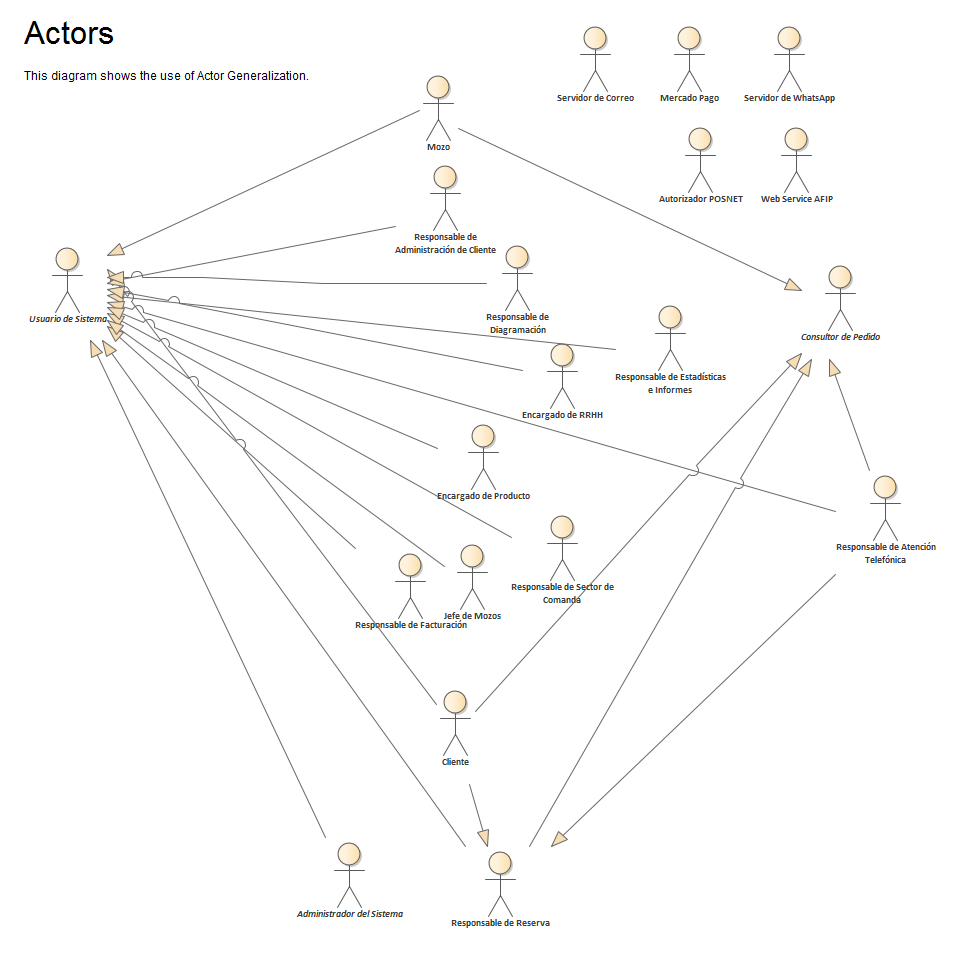 Actors
This diagram shows the use of Actor Generalization.
Servidor de Correo
Mercado Pago
Servidor de WhatsApp
Mozo
Autorizador POSNET
Web Service AFIP
Responsable de
Administración de Cliente
Usuario de Sistema
Responsable de
Diagramación
Consultor de Pedido
Responsable de Estadísticas
e Informes
Encargado de RRHH
Encargado de Producto
Responsable de Atención
Telefónica
Responsable de Sector de
Comanda
Jefe de Mozos
Responsable de Facturación
Cliente
Administrador del Sistema
Responsable de Reserva